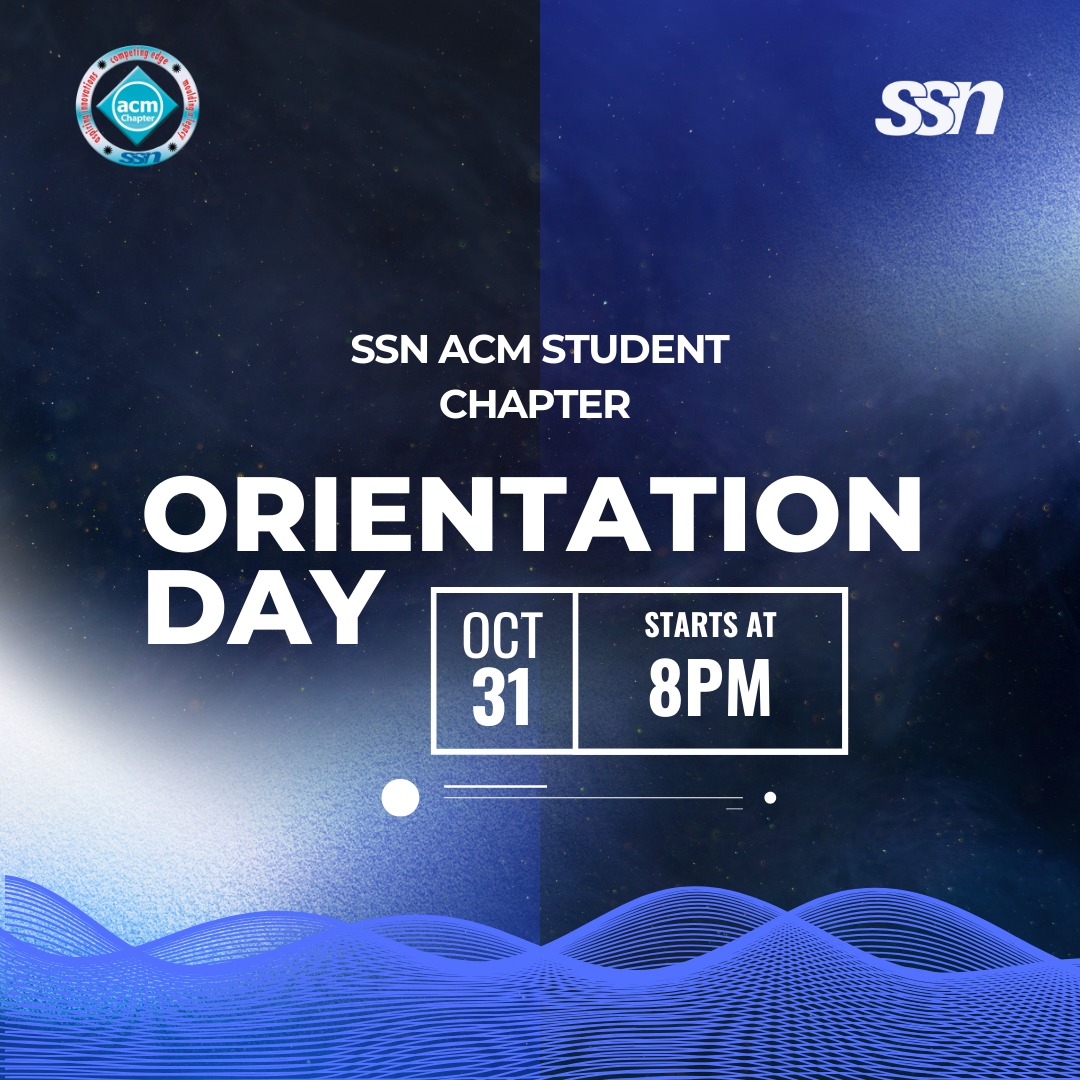 aspiring innovations
competing edge
moulding a legacy
acm
Chapter
ssn
ssn
SSN ACM STUDENT
CHAPTER
ORIENTATION
DAY
OCT
31
STARTS AT
8PM